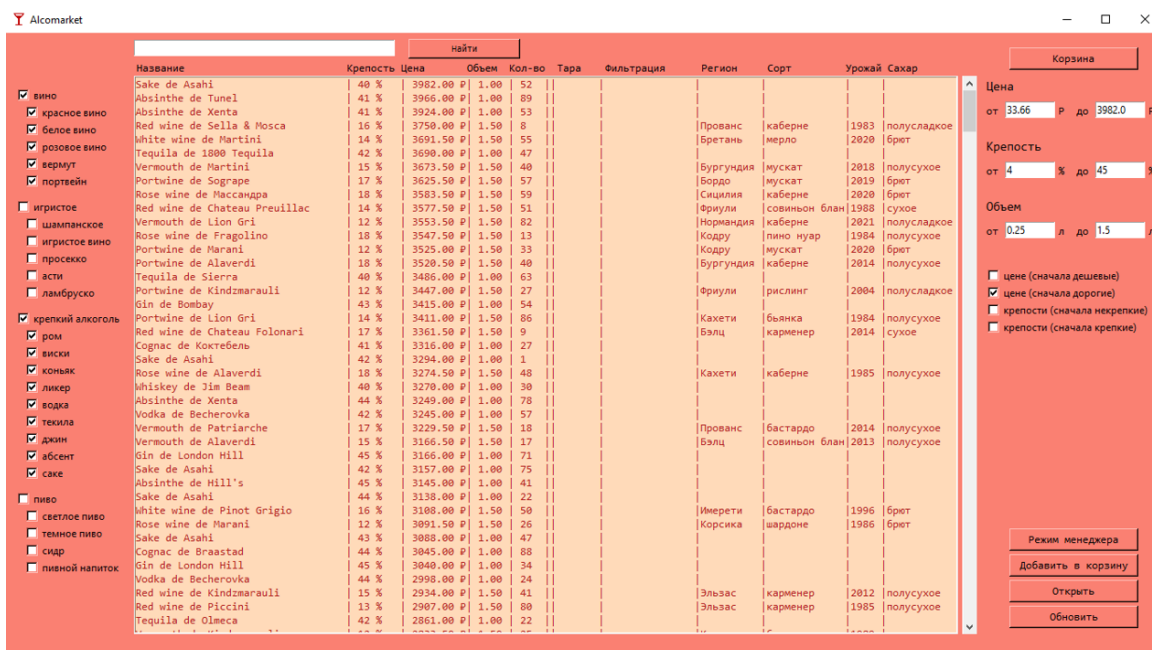 Alcomarket
найти
Корзина
Название Крепость Цена Объем Кол-во Тара Фильтрация Регион Сорт Урожай Сахар
Sake de Asahi | 40 % | 3982.00 ₽| 1.00 | 52 || | | | |
Absinthe de Tunel | 41 % | 3966.00 ₽| 1.00 | 89 || | | | |
Absinthe de Xenta | 41 % | 3924.00 ₽| 1.00 | 53 || | | | |
Red wine de Sella & Mosca | 16 % | 3750.00 ₽| 1.50 | 8 || | |Прованс |каберне |1983 |полусладкое
White wine de Martini | 14 % | 3691.50 ₽| 1.50 | 55 || | |Бретань |мерло |2020 |брют
Tequila de 1800 Tequila | 42 % | 3690.00 ₽| 1.00 | 47 || | | | |
Vermouth de Martini | 15 % | 3673.50 ₽| 1.50 | 40 || | |Бургундия |мускат |2018 |полусухое
Portwine de Sogrape | 17 % | 3625.50 ₽| 1.50 | 57 || | |Бордо |мускат |2019 |брют
Rose wine de Массандра | 18 % | 3583.50 ₽| 1.50 | 59 || | |Сицилия |каберне |2020 |брют
Red wine de Chateau Preuillac | 14 % | 3577.50 ₽| 1.50 | 51 || | |Фриули |совиньон блан|1988 |сухое
Vermouth de Lion Gri | 12 % | 3553.50 ₽| 1.50 | 82 || | |Нормандия |каберне |2021 |полусладкое
Rose wine de Fragolino | 18 % | 3547.50 ₽| 1.50 | 13 || | |Кодру |пино нуар |1984 |полусухое
Portwine de Marani | 12 % | 3525.00 ₽| 1.50 | 33 || | |Кодру |мускат |2020 |брют
Portwine de Alaverdi | 18 % | 3520.50 ₽| 1.50 | 40 || | |Бургундия |каберне |2014 |полусухое
Tequila de Sierra | 40 % | 3486.00 ₽| 1.00 | 63 || | | | |
Portwine de Kindzmarauli | 12 % | 3447.00 ₽| 1.50 | 27 || | |Фриули |рислинг |2004 |полусладкое
Gin de Bombay | 43 % | 3415.00 ₽| 1.00 | 54 || | | | |
Portwine de Lion Gri | 14 % | 3411.00 ₽| 1.50 | 86 || | |Кахети |бьянка |1984 |полусухое
Red wine de Chateau Folonari | 17 % | 3361.50 ₽| 1.50 | 9 || | |Бэлц |карменер |2014 |сухое
Cognac de Коктебель | 41 % | 3316.00 ₽| 1.00 | 27 || | | | |
Sake de Asahi | 42 % | 3294.00 ₽| 1.00 | 1 || | | | |
Rose wine de Alaverdi | 18 % | 3274.50 ₽| 1.50 | 48 || | |Кахети |каберне |1985 |полусухое
Whiskey de Jim Beam | 40 % | 3270.00 ₽| 1.00 | 30 || | | | |
Absinthe de Xenta | 44 % | 3249.00 ₽| 1.00 | 78 || | | | |
Vodka de Becherovka | 42 % | 3245.00 ₽| 1.00 | 57 || | | | |
Vermouth de Patriarche | 17 % | 3229.50 ₽| 1.50 | 18 || | |Прованс |бастардо |2014 |полусухое
Vermouth de Alaverdi | 15 % | 3166.50 ₽| 1.50 | 17 || | |Бэлц |совиньон блан|2013 |полусухое
Gin de London Hill | 45 % | 3166.00 ₽| 1.00 | 71 || | | | |
Sake de Asahi | 42 % | 3157.00 ₽| 1.00 | 75 || | | | |
Absinthe de Hill's | 45 % | 3145.00 ₽| 1.00 | 41 || | | | |
Sake de Asahi | 44 % | 3138.00 ₽| 1.00 | 22 || | | | |
White wine de Pinot Grigio | 16 % | 3108.00 ₽| 1.50 | 50 || | |Имерети |бастардо |1996 |брют
Rose wine de Marani | 12 % | 3091.50 ₽| 1.50 | 26 || | |Корсика |шардоне |1986 |брют
Sake de Asahi | 43 % | 3088.00 ₽| 1.00 | 47 || | | | |
Cognac de Braastad | 44 % | 3045.00 ₽| 1.00 | 88 || | | | |
Gin de London Hill | 45 % | 3040.00 ₽| 1.00 | 34 || | | | |
Vodka de Becherovka | 44 % | 2998.00 ₽| 1.00 | 24 || | | | |
Red wine de Kindzmarauli | 15 % | 2934.00 ₽| 1.50 | 41 || | |Эльзас |карменер |2012 |полусухое
Red wine de Piccini | 13 % | 2907.00 ₽| 1.50 | 80 || | |Эльзас |карменер |1985 |полусухое
Tequila de Olmeca | 42 % | 2861.00 ₽| 1.00 | 22 || | | | |
вино
красное вино
белое вино
розовое вино
вермут
портвейн
игристое
шампанское
игристое вино
просекко
асти
ламбруско
крепкий алкоголь
ром
виски
коньяк
ликер
водка
текила
джин
абсент
саке
пиво
светлое пиво
темное пиво
сидр
пивной напиток
Цена
от 33.66 Р до 3982.0 Р
Крепость
от 4 % до 45 %
Объем
от 0.25 л до 1.5 л
цене (сначала дешевые)
цене (сначала дорогие)
крепости (сначала некрепкие)
крепости (сначала крепкие)
Режим менеджера
Добавить в корзину
Открыть
Обновить